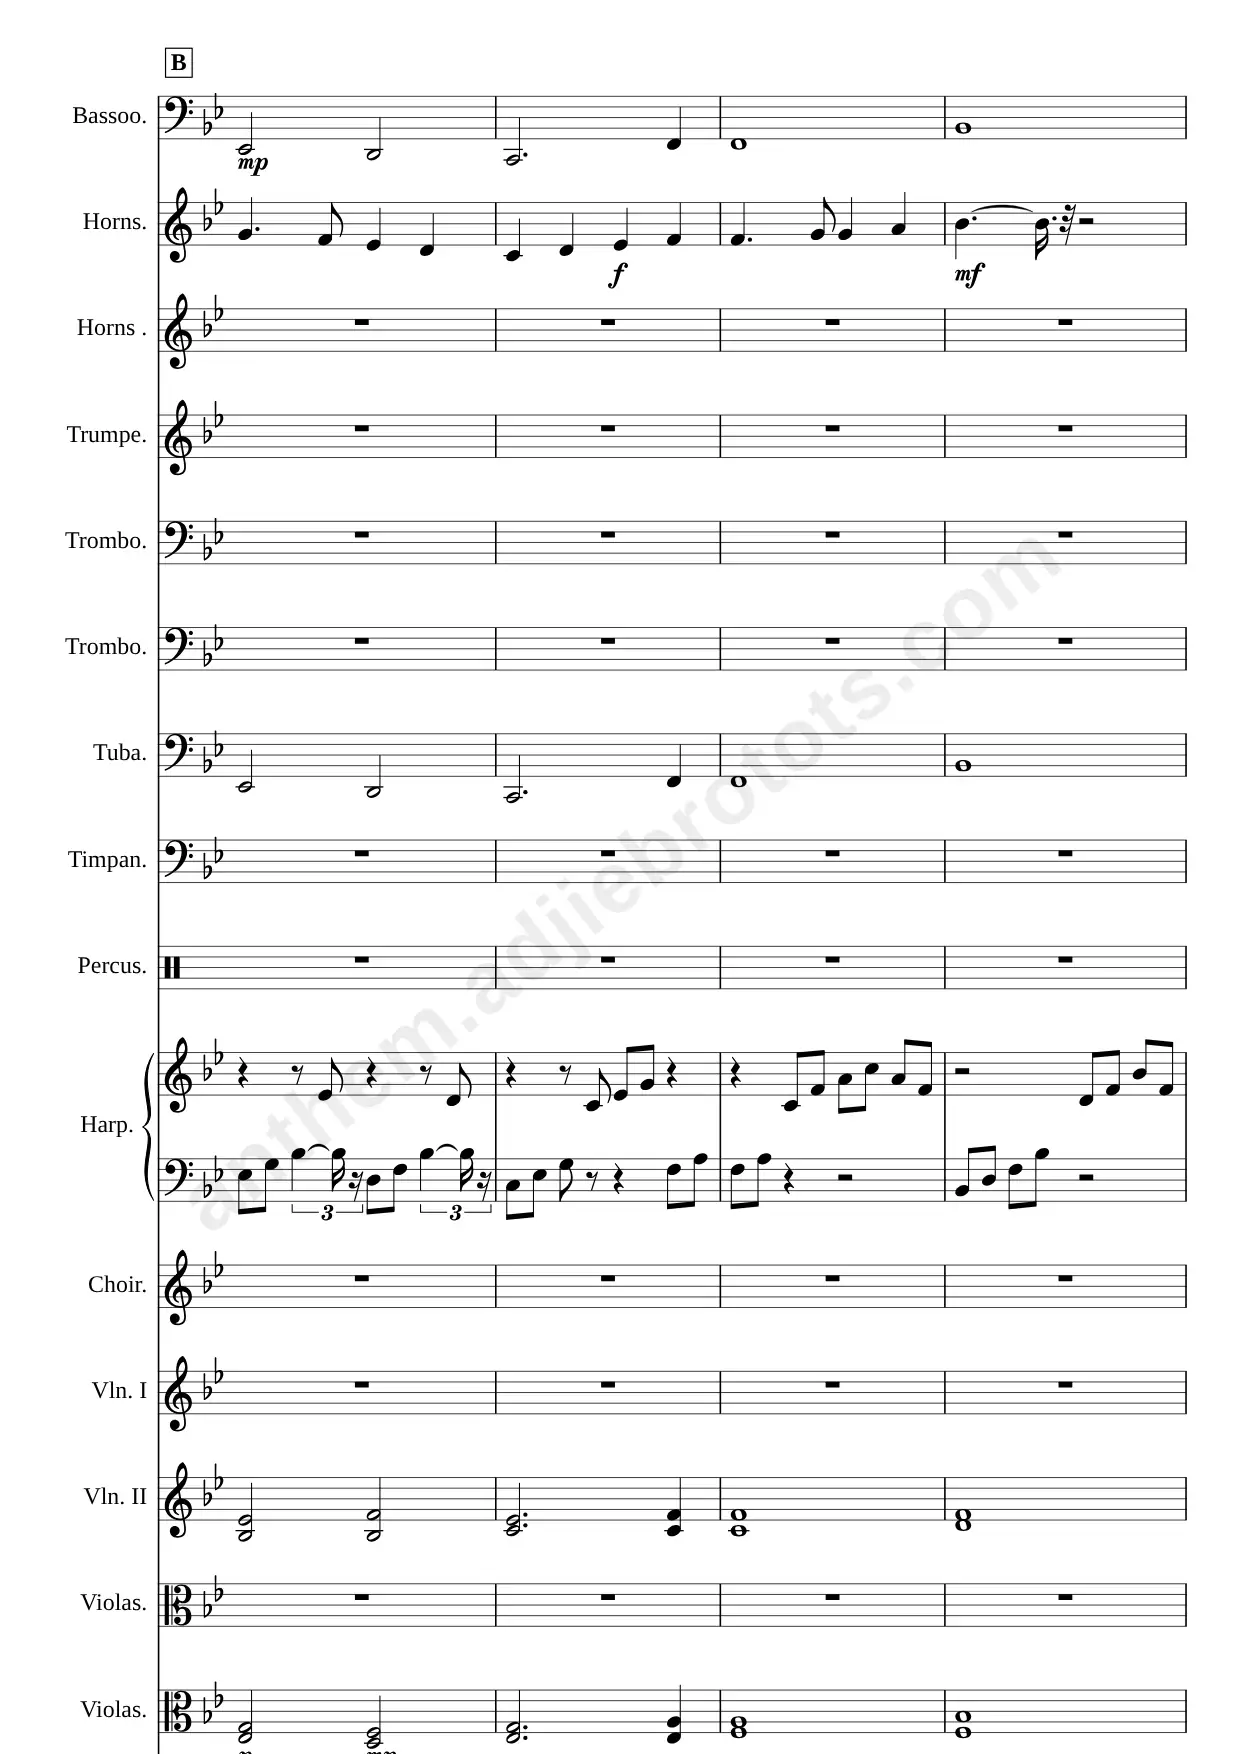 B
Bassoo.
mp
Horns.
f
mf
Horns .
Trumpe.
Trombo.
Trombo.
Tuba.
Timpan.
Percus.
Harp.
3
3
Choir.
Vln. I
Vln. II
Violas.
Violas.
p
mp
anthem.adjiebrotots.com